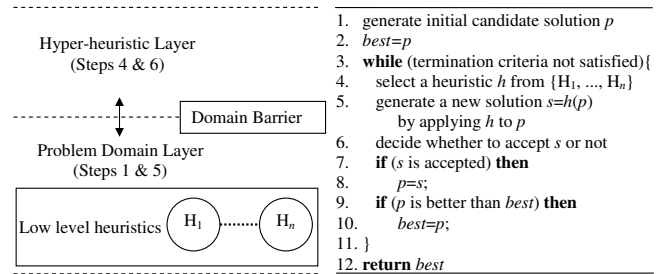 Hyper-heuristic Layer
(Steps 4 & 6)
Domain Barrier
Problem Domain Layer
(Steps 1 & 5)
Low level heuristics
H1
Hn
1. generate initial candidate solution p
2. best=p
3. while (termination criteria not satisfied){
4. select a heuristic h from {H1, ..., Hn}
5. generate a new solution s=h(p)
by applying h to p
6. decide whether to accept s or not
7. if (s is accepted) then
8. p=s;
9. if (p is better than best) then
10. best=p;
11. }
12. return best